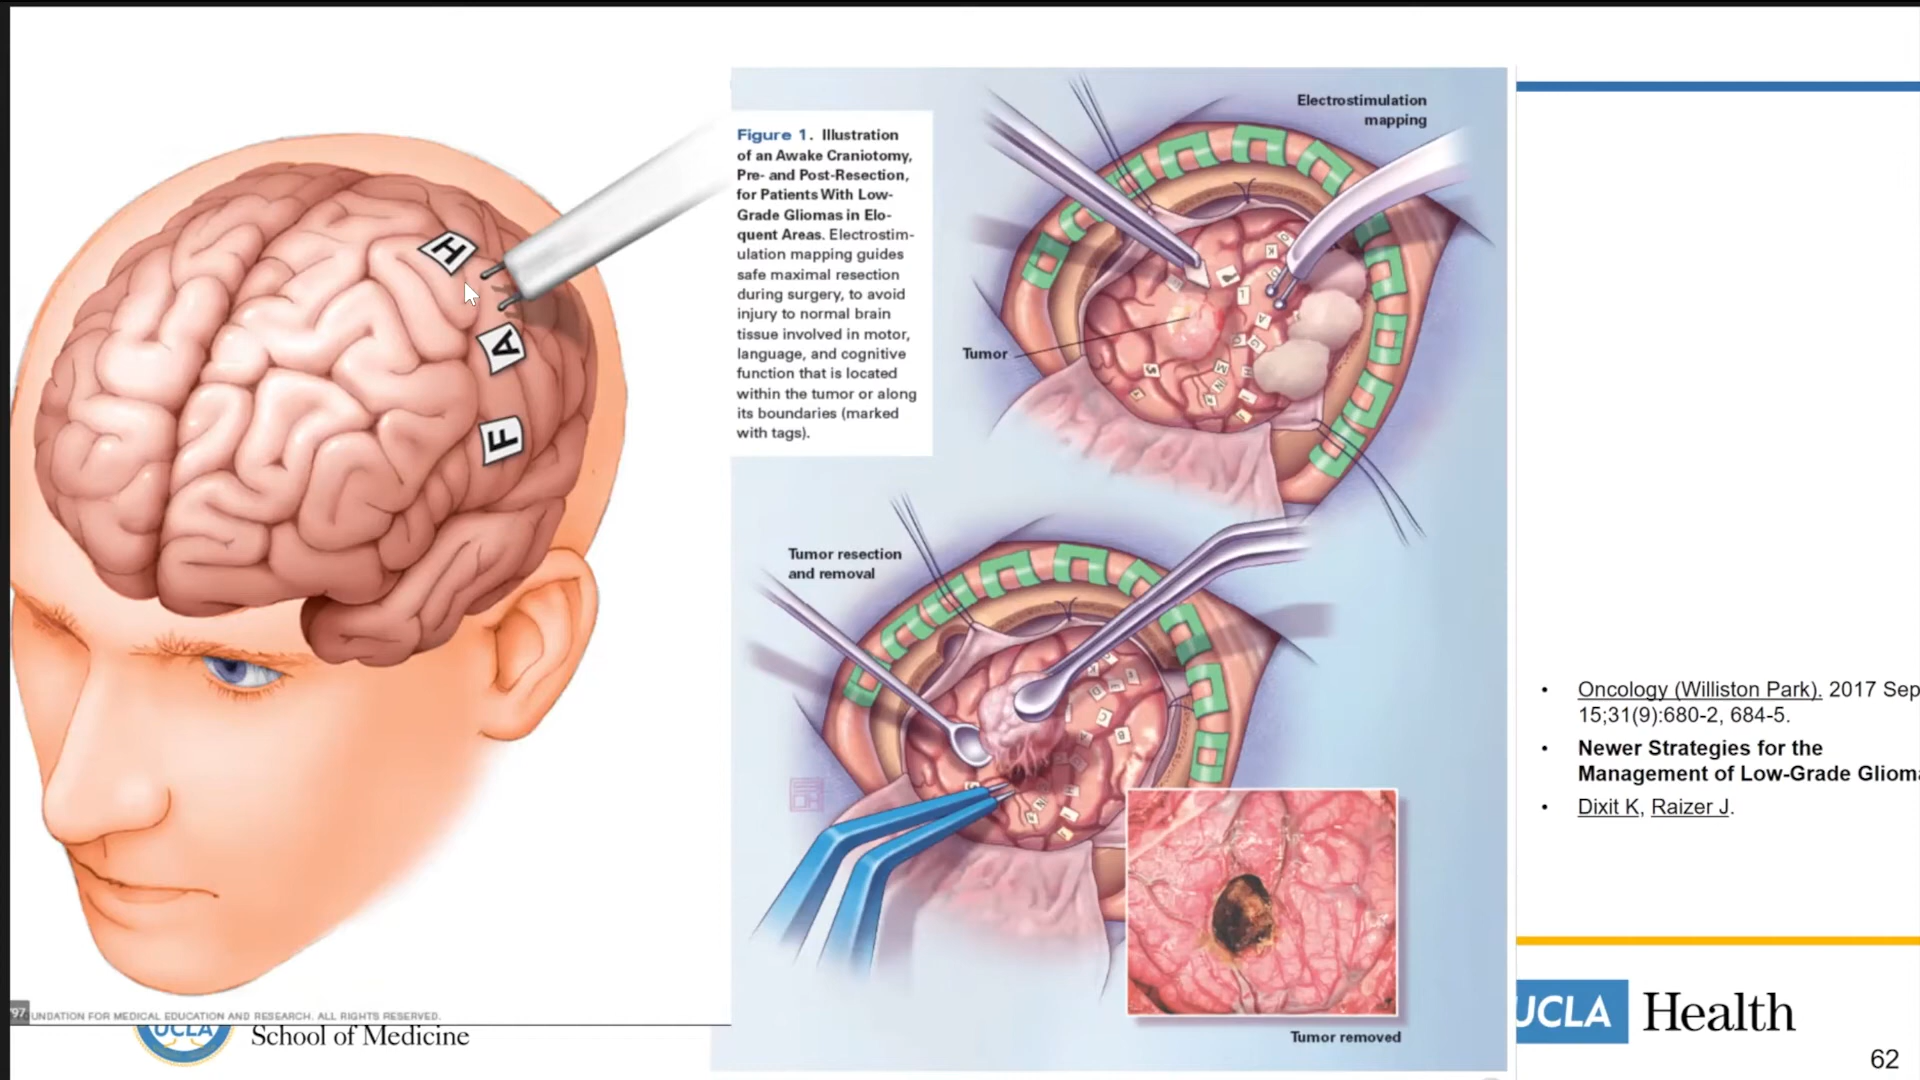 H
A
F
Figure 1. Illustration
of an Awake Craniotomy,
Pre- and Post-Resection,
for Patients With Low-
Grade Gliomas in Elo-
quent Areas. Electrostim-
ulation mapping guides
safe maximal resection
during surgery, to avoid
injury to normal brain
tissue involved in motor,
language, and cognitive
function that is located
within the tumor or along
its boundaries (marked
with tags).
Electrostimulation
mapping
Tumor
Tumor resection
and removal
Tumor removed
• Oncology (Williston Park). 2017 Sep
15;31(9):680-2, 684-5.
• Newer Strategies for the
Management of Low-Grade Glioma
• Dixit K, Raizer J.
UNDATION FOR MEDICAL EDUCATION AND RESEARCH. ALL RIGHTS RESERVED.
UCLA
School of Medicine
UCLA Health
62